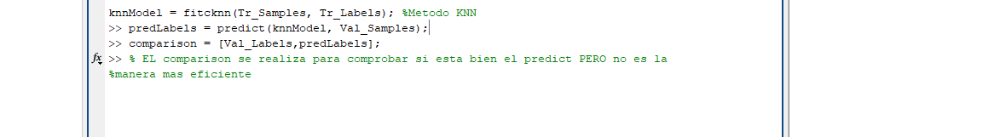 knnModel = fitcknn(Tr_Samples, Tr_Labels); %Metodo KNN
>> predLabels = predict(knnModel, Val_Samples);
>> comparison = [Val_Labels,predLabels];
fx >> % EL comparison se realiza para comprobar si esta bien el predict PERO no es la
%manera mas eficiente